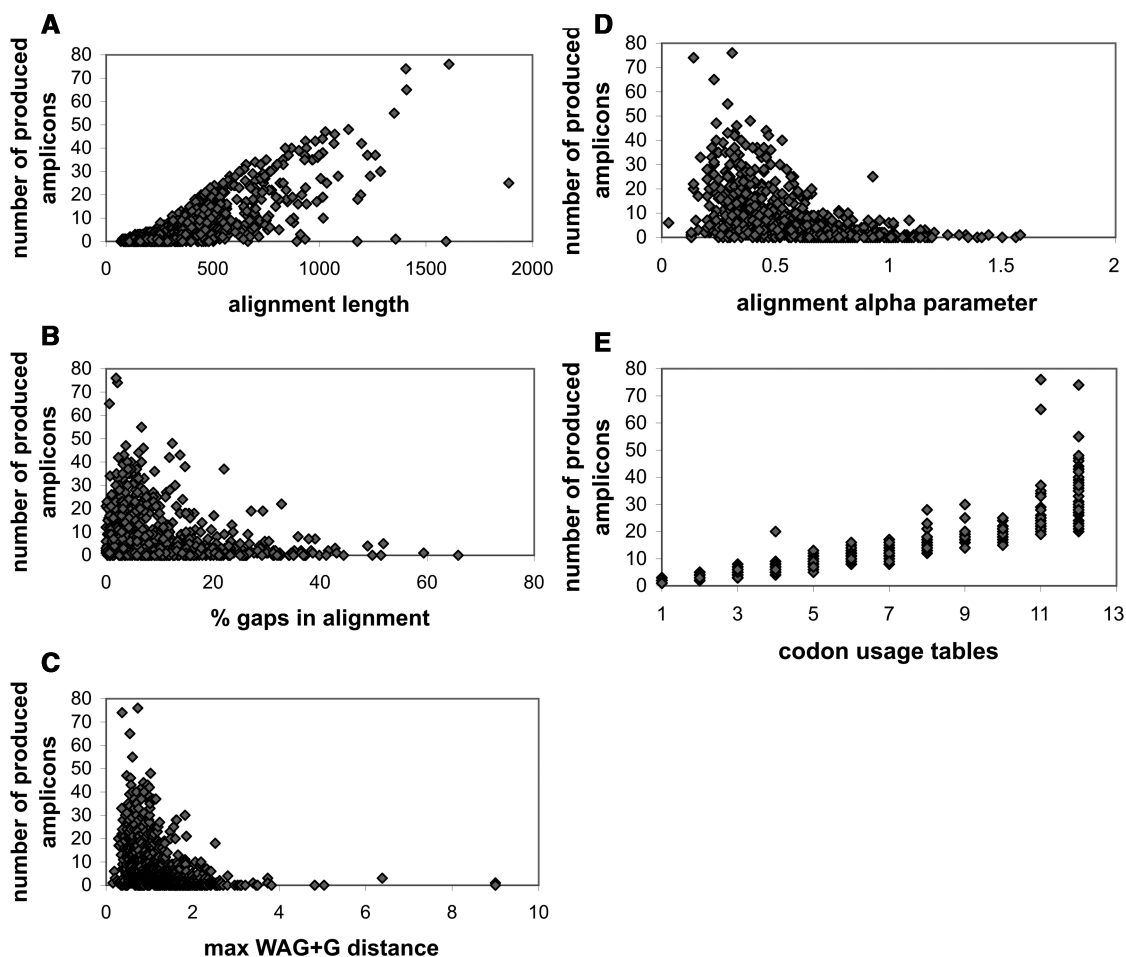 A
number of produced
amplicons
80
70
60
50
40
30
20
10
0
0 500 1000 1500 2000
alignment length
B
number of produced
amplicons
80
70
60
50
40
30
20
10
0
0 20 40 60 80
% gaps in alignment
C
number of produced
amplicons
80
70
60
50
40
30
20
10
0
0 2 4 6 8 10
max WAG+G distance
D
number of produced
amplicons
80
70
60
50
40
30
20
10
0
0 0.5 1 1.5 2
alignment alpha parameter
E
number of produced
amplicons
80
70
60
50
40
30
20
10
0
1 3 5 7 9 11 13
codon usage tables